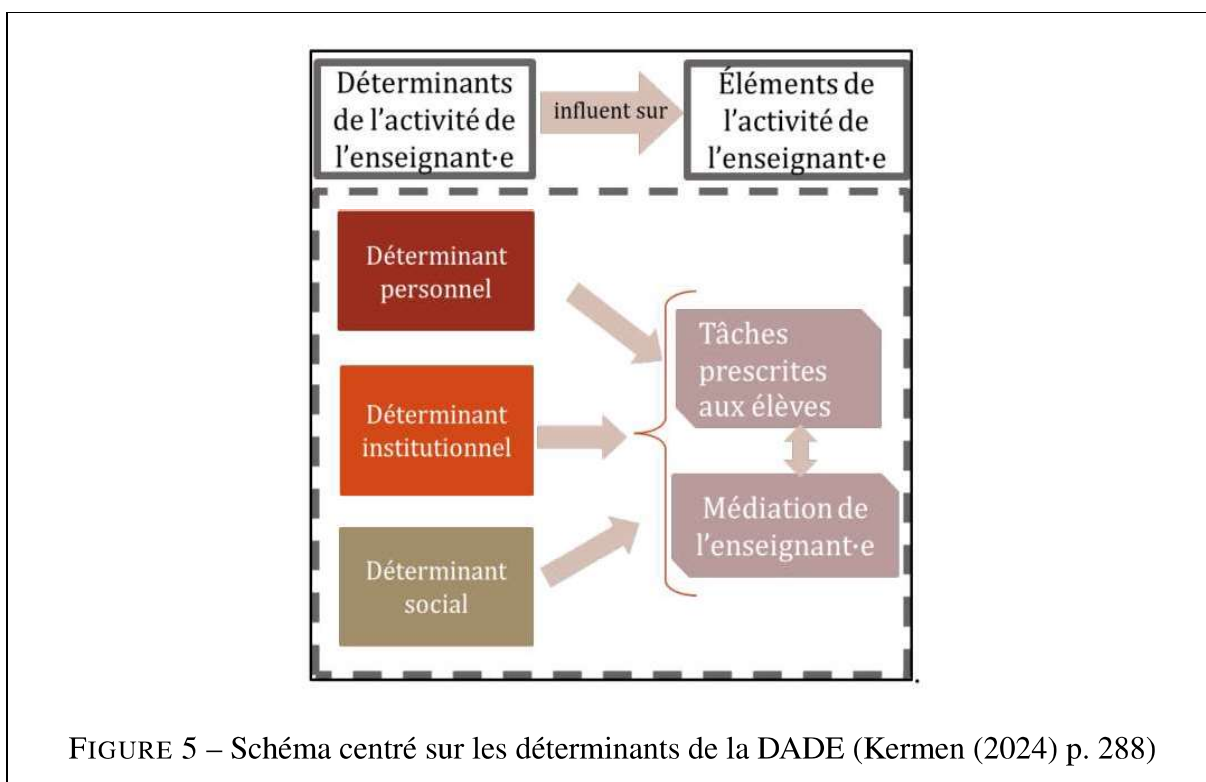 Déterminants
de l'activité de
l'enseignant·e
influent sur
Éléments de
l'activité de
l'enseignant·e
Déterminant
personnel
Déterminant
institutionnel
Déterminant
social
Tâches
prescrites
aux élèves
Médiation de
l'enseignant·e
.
FIGURE 5 – Schéma centré sur les déterminants de la DADE (Kermen (2024) p. 288)